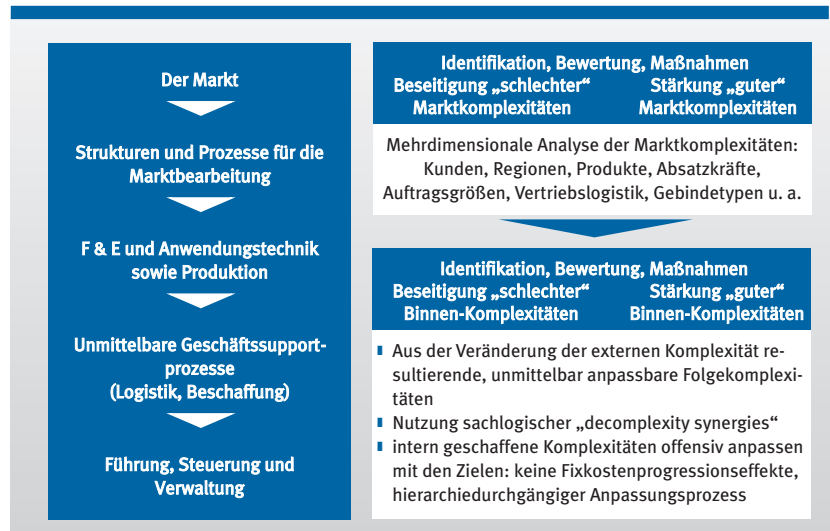 Der Markt
Strukturen und Prozesse für die
Marktbearbeitung
F & E und Anwendungstechnik
sowie Produktion
Unmittelbare Geschäftssupport-
prozesse
(Logistik, Beschaffung)
Führung, Steuerung und
Verwaltung
Identifikation, Bewertung, Maßnahmen
Beseitigung „schlechter“ Stärkung „guter“
Marktkomplexitäten Marktkomplexitäten
Mehrdimensionale Analyse der Marktkomplexitäten:
Kunden, Regionen, Produkte, Absatzkräfte,
Auftragsgrößen, Vertriebslogistik, Gebindetypen u. a.
Identifikation, Bewertung, Maßnahmen
Beseitigung „schlechter“ Stärkung „guter“
Binnen-Komplexitäten Binnen-Komplexitäten
Aus der Veränderung der externen Komplexität re-
sultierende, unmittelbar anpassbare Folgekomplexi-
täten
Nutzung sachlogischer „decomplexity synergies“
intern geschaffene Komplexitäten offensiv anpassen
mit den Zielen: keine Fixkostenprogressionseffekte,
hierarchiedurchgängiger Anpassungsprozess